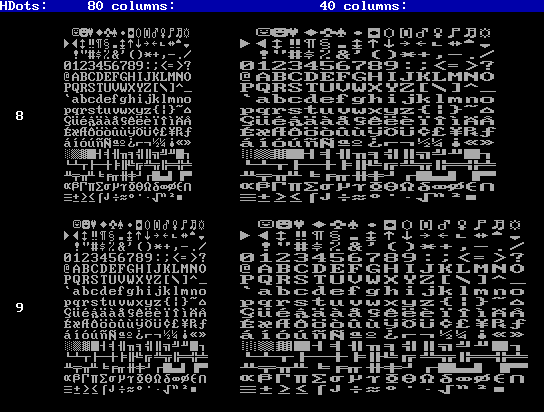 HDots: 80 columns: 40 columns:
8
☺☻♥♦♣♠•◘○◙♂♀♪♫☼
►◄↕‼¶§▬↨↑↓→←∟↔▲▼
!"#$%&'()*+,-./
0123456789:;<=>?
@ABCDEFGHIJKLMNO
PQRSTUVWXYZ[\]^_
`abcdefghijklmno
pqrstuvwxyz{|}~⌂
ÇüéâäàåçêëèïîìÄÅ
ÉæÆôöòûùÿÖÜ¢£¥₧ƒ
áíóúñÑªº¿⌐¬½¼¡«»
░▒▓│┤╡╢╖╕╣║╗╝╜╛┐
└┴┬├─┼╞╟╚╔╩╦╠═╬╧
╨╤╥╙╘╒╓╫╪┘┌█▄▌▐▀
αßΓπΣσµτΦΘΩδ∞φε∩
≡±≥≤⌠⌡÷≈°∙·√ⁿ²■
☺☻♥♦♣♠•◘○◙♂♀♪♫☼
►◄↕‼¶§▬↨↑↓→←∟↔▲▼
!"#$%&'()*+,-./
0123456789:;<=>?
@ABCDEFGHIJKLMNO
PQRSTUVWXYZ[\]^_
`abcdefghijklmno
pqrstuvwxyz{|}~⌂
ÇüéâäàåçêëèïîìÄÅ
ÉæÆôöòûùÿÖÜ¢£¥₧ƒ
áíóúñÑªº¿⌐¬½¼¡«»
░▒▓│┤╡╢╖╕╣║╗╝╜╛┐
└┴┬├─┼╞╟╚╔╩╦╠═╬╧
╨╤╥╙╘╒╓╫╪┘┌█▄▌▐▀
αßΓπΣσµτΦΘΩδ∞φε∩
≡±≥≤⌠⌡÷≈°∙·√ⁿ²■
9
☺☻♥♦♣♠•◘○◙♂♀♪♫☼
►◄↕‼¶§▬↨↑↓→←∟↔▲▼
!"#$%&'()*+,-./
0123456789:;<=>?
@ABCDEFGHIJKLMNO
PQRSTUVWXYZ[\]^_
`abcdefghijklmno
pqrstuvwxyz{|}~⌂
ÇüéâäàåçêëèïîìÄÅ
ÉæÆôöòûùÿÖÜ¢£¥₧ƒ
áíóúñÑªº¿⌐¬½¼¡«»
░▒▓│┤╡╢╖╕╣║╗╝╜╛┐
└┴┬├─┼╞╟╚╔╩╦╠═╬╧
╨╤╥╙╘╒╓╫╪┘┌█▄▌▐▀
αßΓπΣσµτΦΘΩδ∞φε∩
≡±≥≤⌠⌡÷≈°∙·√ⁿ²■
☺☻♥♦♣♠•◘○◙♂♀♪♫☼
►◄↕‼¶§▬↨↑↓→←∟↔▲▼
!"#$%&'()*+,-./
0123456789:;<=>?
@ABCDEFGHIJKLMNO
PQRSTUVWXYZ[\]^_
`abcdefghijklmno
pqrstuvwxyz{|}~⌂
ÇüéâäàåçêëèïîìÄÅ
ÉæÆôöòûùÿÖÜ¢£¥₧ƒ
áíóúñÑªº¿⌐¬½¼¡«»
░▒▓│┤╡╢╖╕╣║╗╝╜╛┐
└┴┬├─┼╞╟╚╔╩╦╠═╬╧
╨╤╥╙╘╒╓╫╪┘┌█▄▌▐▀
αßΓπΣσµτΦΘΩδ∞φε∩
≡±≥≤⌠⌡÷≈°∙·√ⁿ²■